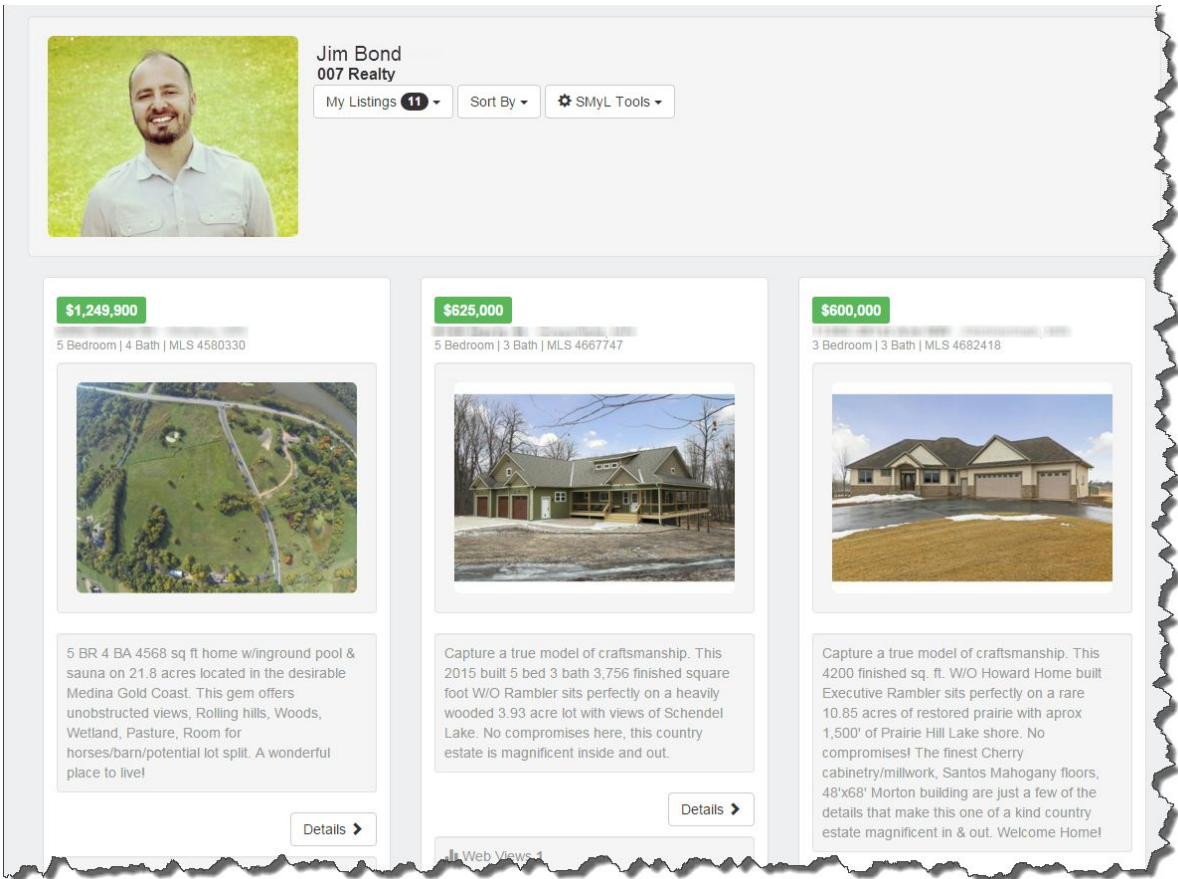 Jim Bond
007 Realty
My Listings 11
Sort By
SMyL Tools
$1,249,900
5 Bedroom | 4 Bath | MLS 4580330
5 BR 4 BA 4568 sq ft home w/inground pool &
sauna on 21.8 acres located in the desirable
Medina Gold Coast. This gem offers
unobstructed views, Rolling hills, Woods,
Wetland, Pasture, Room for
horses/barn/potential lot split. A wonderful
place to live!
Details
$625,000
5 Bedroom | 3 Bath | MLS 4667747
Capture a true model of craftsmanship. This
2015 built 5 bed 3 bath 3,756 finished square
foot W/O Rambler sits perfectly on a heavily
wooded 3.93 acre lot with views of Schendel
Lake. No compromises here, this country
estate is magnificent inside and out.
Details
Web Views 1
$600,000
3 Bedroom | 3 Bath | MLS 4682418
Capture a true model of craftsmanship. This
4200 finished sq. ft. W/O Howard Home built
Executive Rambler sits perfectly on a rare
10.85 acres of restored prairie with aprox
1,500' of Prairie Hill Lake shore. No
compromises! The finest Cherry
cabinetry/millwork, Santos Mahogany floors,
48'x68' Morton building are just a few of the
details that make this one of a kind country
estate magnificent in & out. Welcome Home!